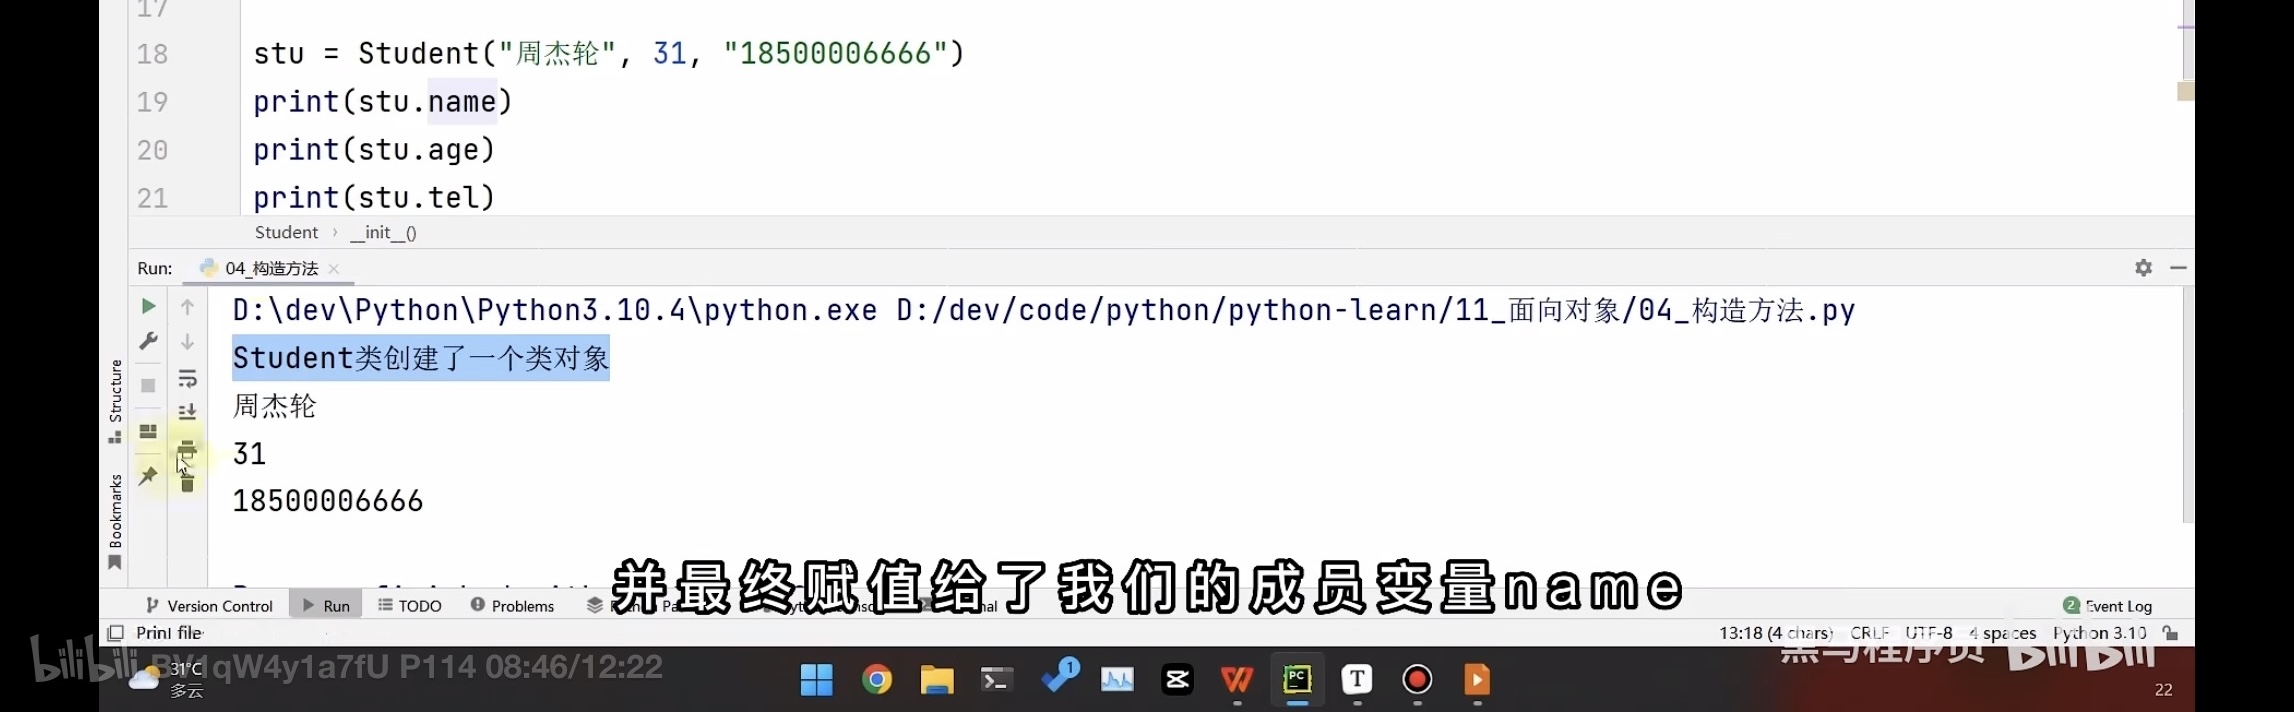 17
18 stu = Student("周杰轮", 31, "18500006666")
19 print(stu.name)
20 print(stu.age)
21 print(stu.tel)
Student › __init__()
Run: 04_构造方法 ×
D:\dev\Python\Python3.10.4\python.exe D:/dev/code/python/python-learn/11_面向对象/04_构造方法.py
Student类创建了一个类对象
周杰轮
31
18500006666
Structure
Bookmarks
并最终赋值给了我们的成员变量name
Version Control Run TODO Problems
2 Event Log
Print file
13:18 (4 chars) CRLF UTF-8 4 spaces Python 3.10
黑马程序员 bilibili
bilibili BV1qW4y1a7fU P114 08:46/12:22
31°C
多云
1
PC
T
22